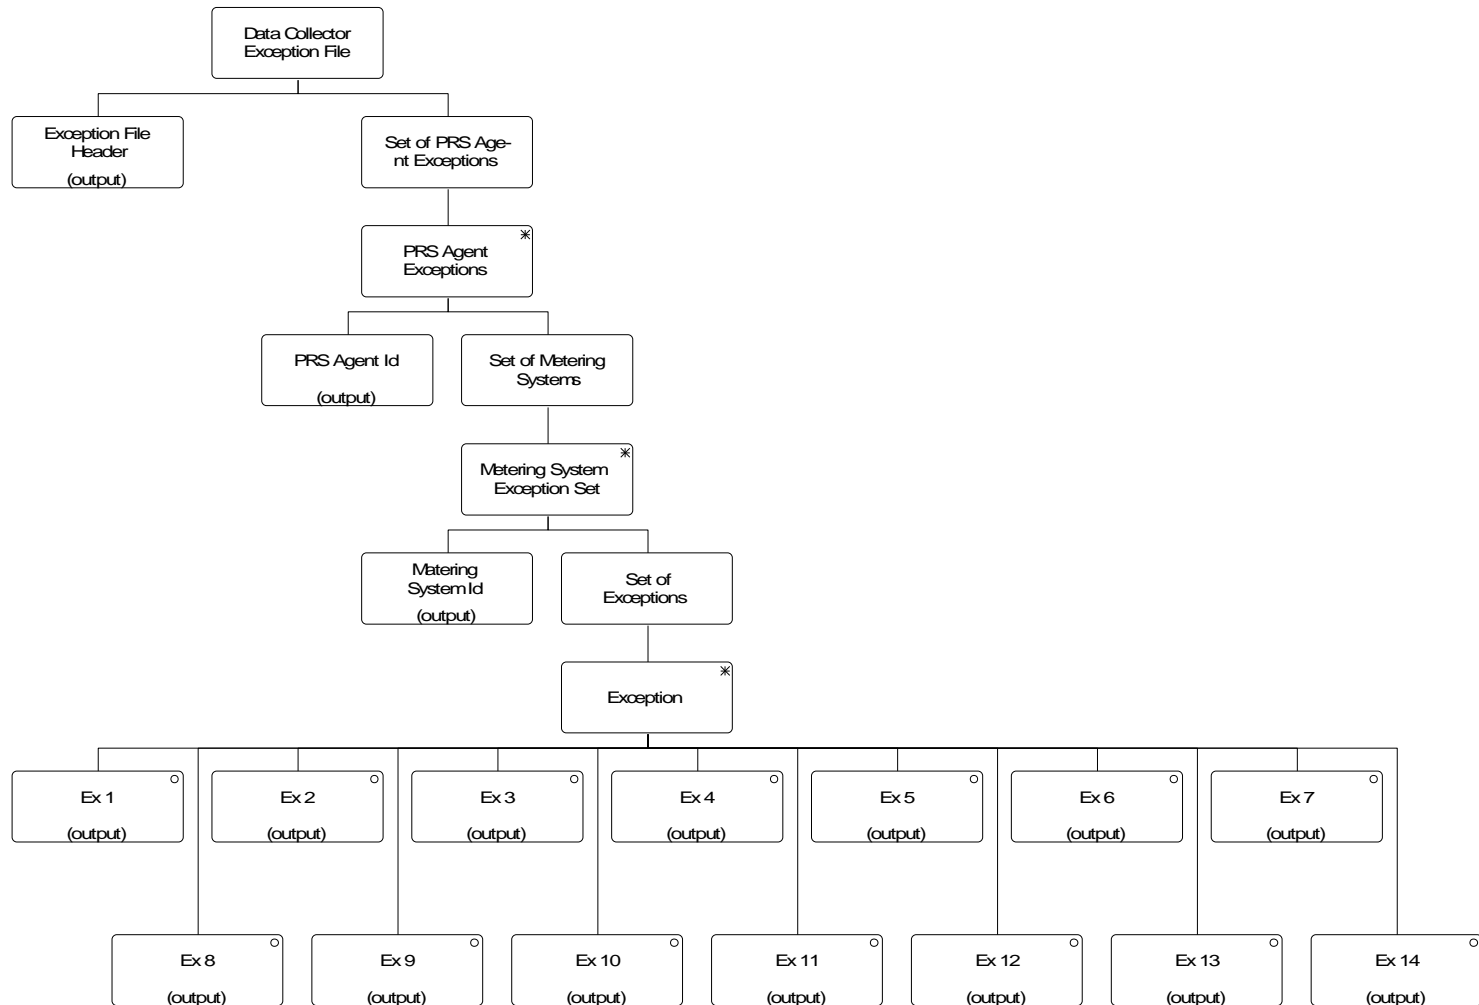 Data Collector
Exception File
Exception File
Header
(output)
Set of PRS Age-
nt Exceptions
PRS Agent
Exceptions
PRS Agent Id
(output)
Set of Metering
Systems
Metering System
Exception Set
Matering
System Id
(output)
Set of
Exceptions
Exception
Ex 1
(output)
Ex 2
(output)
Ex 3
(output)
Ex 4
(output)
Ex 5
(output)
Ex 6
(output)
Ex 7
(output)
Ex 8
(output)
Ex 9
(output)
Ex 10
(output)
Ex 11
(output)
Ex 12
(output)
Ex 13
(output)
Ex 14
(output)